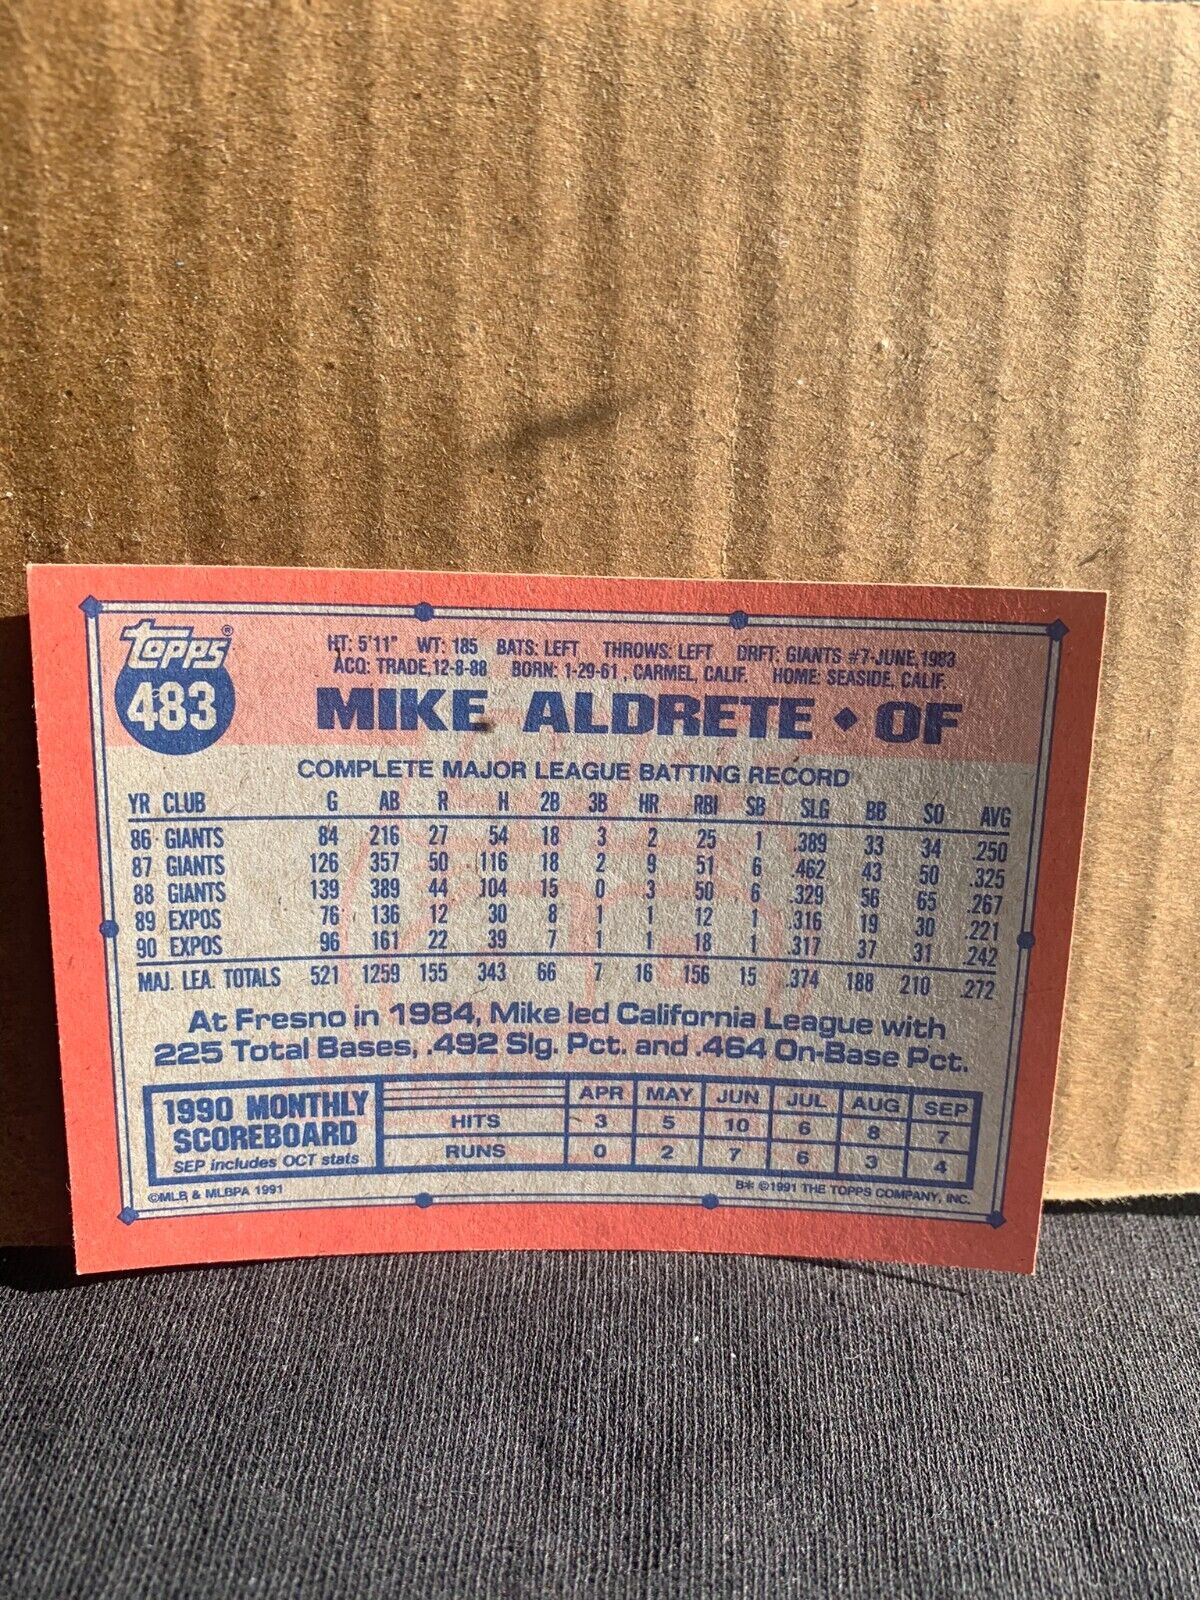 topps®
483
HT: 5'11" WT: 185 BATS: LEFT THROWS: LEFT DRFT: GIANTS #7-JUNE, 1983
ACQ: TRADE, 12-8-88 BORN: 1-29-61 , CARMEL, CALIF. HOME: SEASIDE, CALIF.
MIKE ALDRETE ◆ OF
COMPLETE MAJOR LEAGUE BATTING RECORD
YR CLUB G AB R H 2B 3B HR RBI SB SLG BB SO AVG
86 GIANTS 84 216 27 54 18 3 2 25 1 .389 33 34 .250
87 GIANTS 126 357 50 116 18 2 9 51 6 .462 43 50 .325
88 GIANTS 139 389 44 104 15 0 3 50 6 .329 56 65 .267
89 EXPOS 76 136 12 30 8 1 1 12 1 .316 19 30 .221
90 EXPOS 96 161 22 39 7 1 1 18 1 .317 37 31 .242
MAJ. LEA. TOTALS 521 1259 155 343 66 7 16 156 15 .374 188 210 .272
At Fresno in 1984, Mike led California League with
225 Total Bases, .492 Slg. Pct. and .464 On-Base Pct.
1990 MONTHLY
SCOREBOARD
SEP includes OCT stats
APR MAY JUN JUL AUG SEP
HITS 3 5 10 6 8 7
RUNS 0 2 7 6 3 4
©MLB & MLBPA 1991
B* ©1991 THE TOPPS COMPANY, INC.